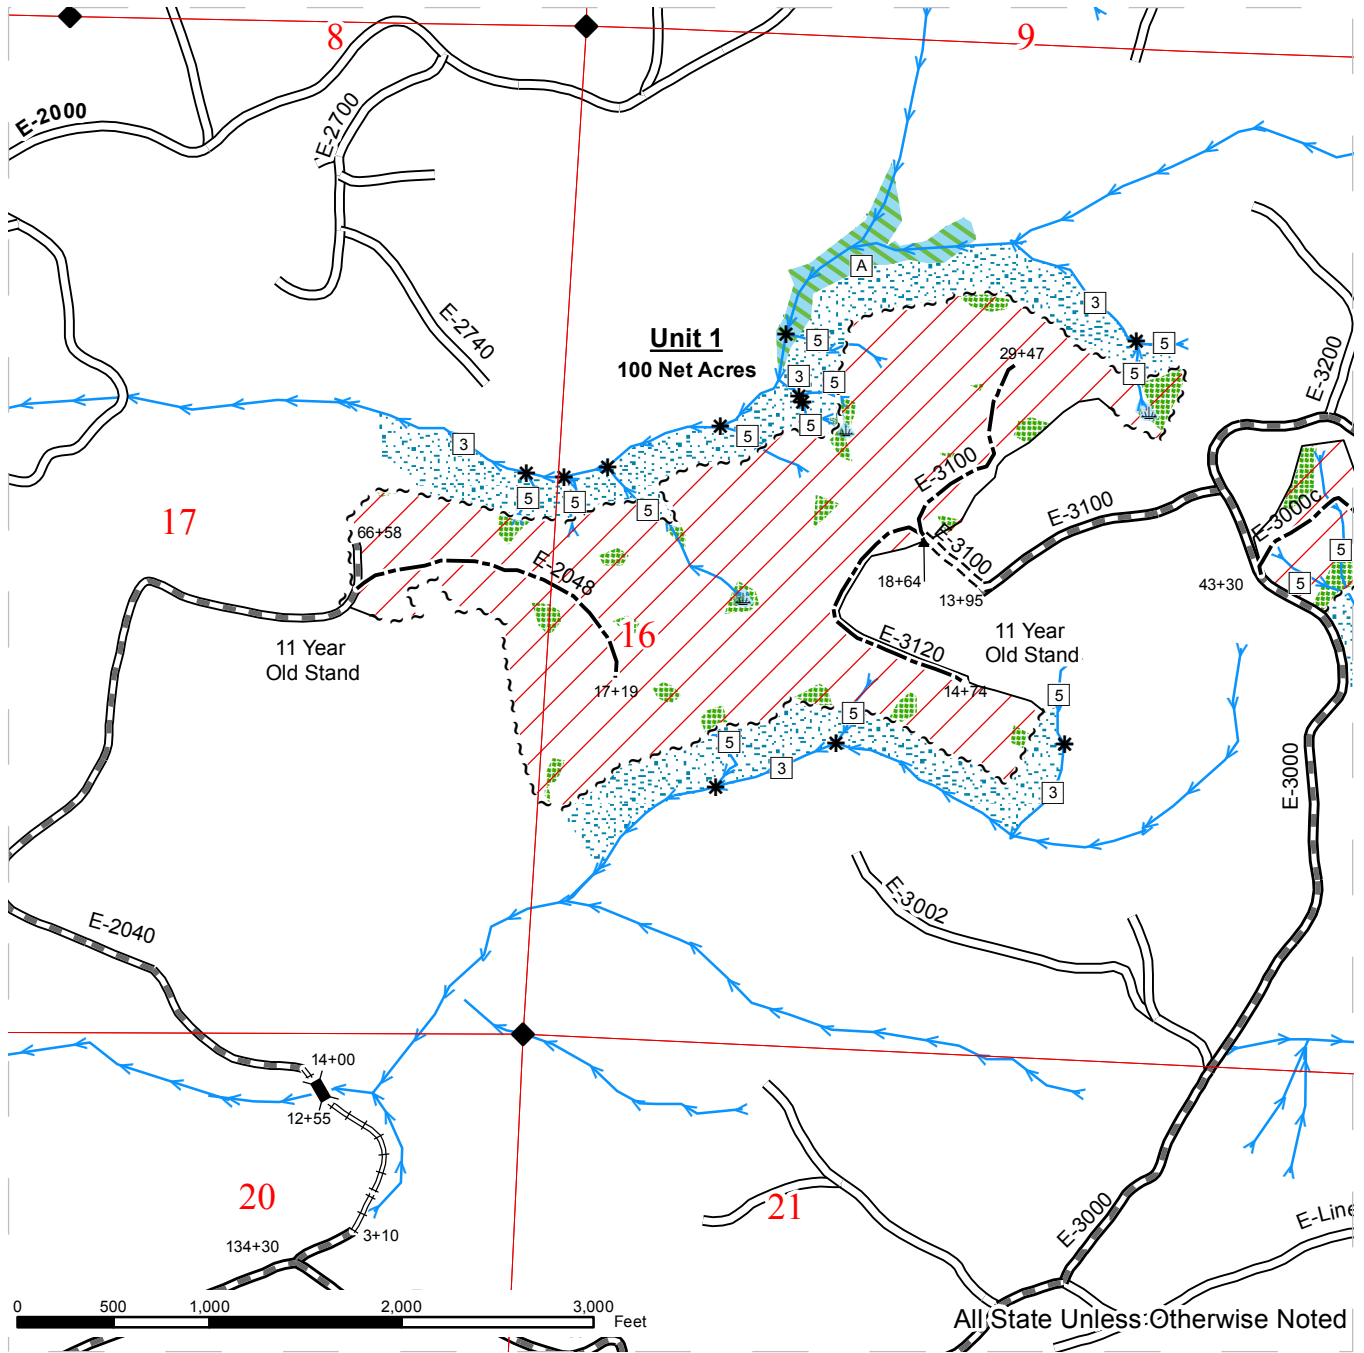 8
9
E-2000
E-2700
E-2740
Unit 1
100 Net Acres
A
3
5
5
5
3
5
5
29+47
E-3200
3
5
5
5
5
E-3100
E-3100
E-3100
E-3000c
5
5
17
66+58
E-2048
18+64
13+95
43+30
16
11 Year
Old Stand
E-3120
11 Year
Old Stand
17+19
14+74
5
5
5
3
3
E-3000
E-3002
E-2040
14+00
12+55
20
21
3+10
134+30
E-3000
E-Line
0
500
1,000
2,000
3,000
Feet
All State Unless Otherwise Noted